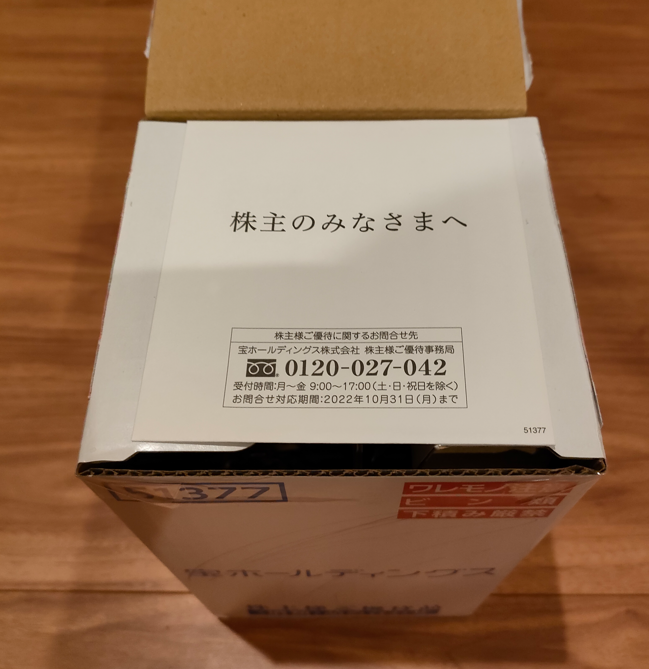 株主のみなさまへ
株主様ご優待に関するお問合せ先
宝ホールディングス株式会社 株主様ご優待事務局
0120-027-042
受付時間:月～金 9:00～17:00(土・日・祝日を除く)
お問合せ対応期間:2022年10月31日(月)まで
51377
51377
ワレモノ注意
ビン類
下積み厳禁
宝ホールディングス